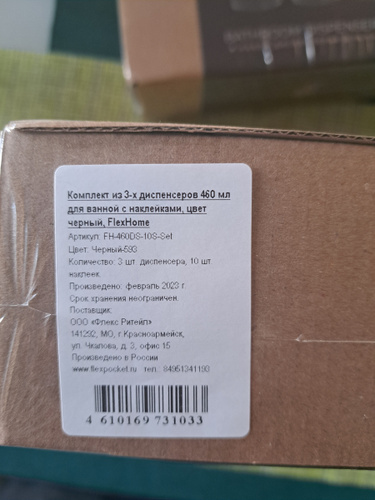 Комплект из 3-х диспенсеров 460 мл
для ванной с наклейками, цвет
черный, FlexHome
Артикул: FH-460DS-10S-Set
Цвет: Черный-593
Количество: 3 шт. диспенсера, 10 шт.
наклеек.
Произведено: февраль 2023 г.
Срок хранения неограничен.
Поставщик:
ООО «Флекс Ритейл»
141292, МО, г.Красноармейск,
ул. Чкалова, д. 3, офис 15
Произведено в России
www.flexpocket.ru тел.: 84951341193
4 610169 731033